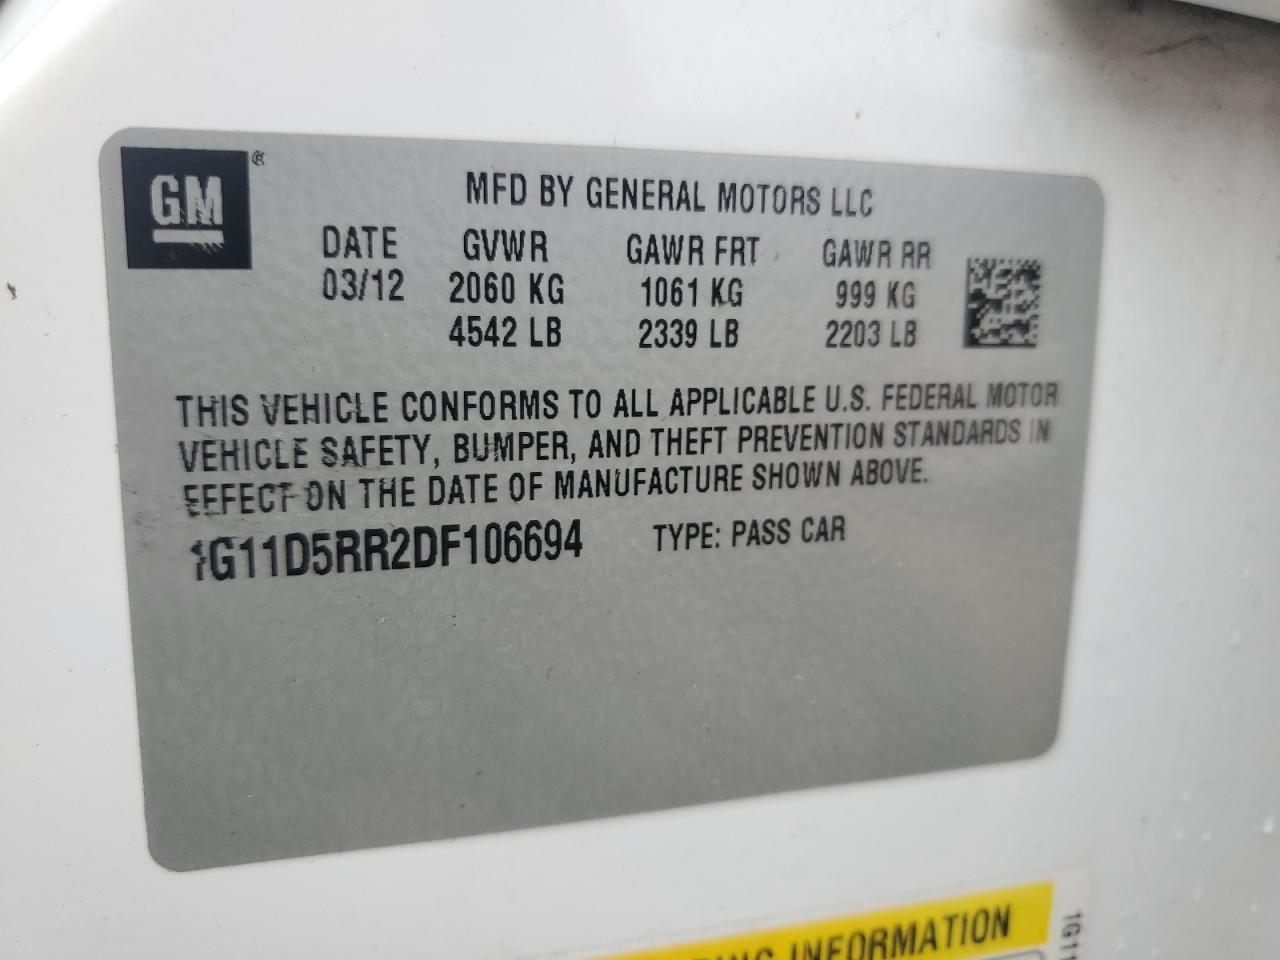 GM ®
MFD BY GENERAL MOTORS LLC
DATE GVWR GAWR FRT GAWR RR
03/12 2060 KG 1061 KG 999 KG
4542 LB 2339 LB 2203 LB
THIS VEHICLE CONFORMS TO ALL APPLICABLE U.S. FEDERAL MOTOR
VEHICLE SAFETY, BUMPER, AND THEFT PREVENTION STANDARDS IN
EFFECT ON THE DATE OF MANUFACTURE SHOWN ABOVE.
1G11D5RR2DF106694 TYPE: PASS CAR
INFORMATION